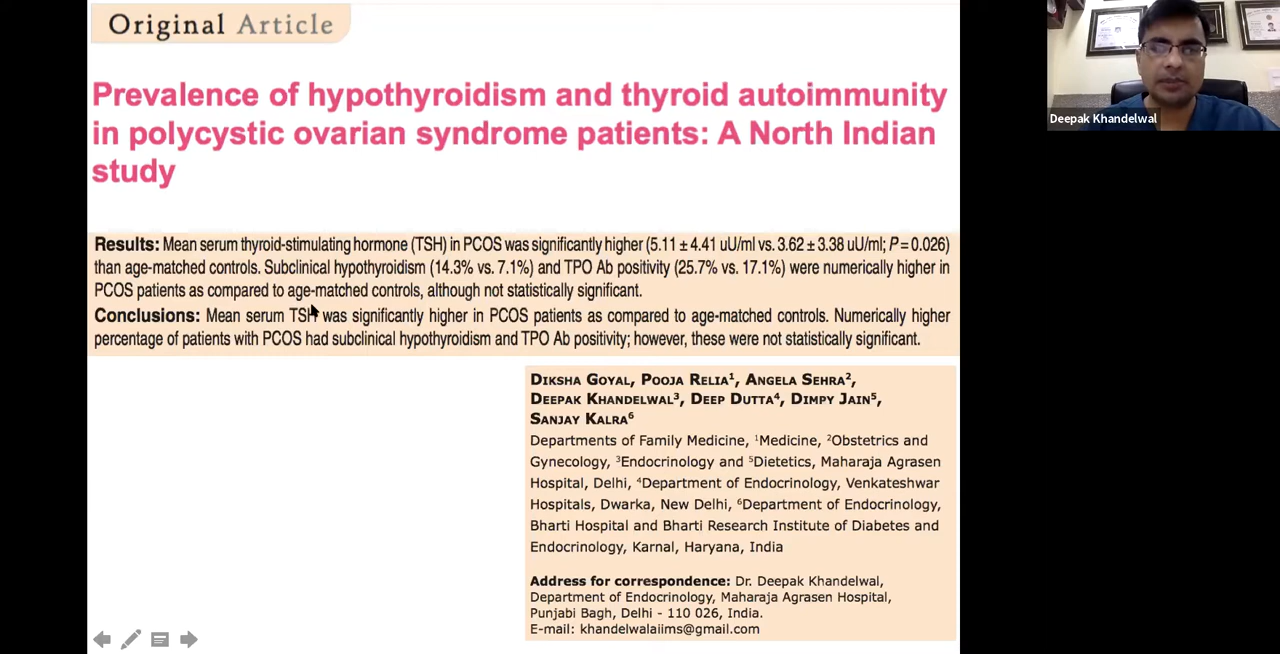 Original Article
Prevalence of hypothyroidism and thyroid autoimmunity
in polycystic ovarian syndrome patients: A North Indian
study
Results: Mean serum thyroid-stimulating hormone (TSH) in PCOS was significantly higher (5.11 ± 4.41 uU/ml vs. 3.62 ± 3.38 uU/ml; P = 0.026)
than age-matched controls. Subclinical hypothyroidism (14.3% vs. 7.1%) and TPO Ab positivity (25.7% vs. 17.1%) were numerically higher in
PCOS patients as compared to age-matched controls, although not statistically significant.
Conclusions: Mean serum TSH was significantly higher in PCOS patients as compared to age-matched controls. Numerically higher
percentage of patients with PCOS had subclinical hypothyroidism and TPO Ab positivity; however, these were not statistically significant.
Diksha Goyal, Pooja Relia¹, Angela Sehra²,
Deepak Khandelwal³, Deep Dutta⁴, Dimpy Jain⁵,
Sanjay Kalra⁶
Departments of Family Medicine, ¹Medicine, ²Obstetrics and
Gynecology, ³Endocrinology and ⁵Dietetics, Maharaja Agrasen
Hospital, Delhi, ⁴Department of Endocrinology, Venkateshwar
Hospitals, Dwarka, New Delhi, ⁶Department of Endocrinology,
Bharti Hospital and Bharti Research Institute of Diabetes and
Endocrinology, Karnal, Haryana, India
Address for correspondence: Dr. Deepak Khandelwal,
Department of Endocrinology, Maharaja Agrasen Hospital,
Punjabi Bagh, Delhi - 110 026, India.
E-mail: khandelwalaiims@gmail.com
Deepak Khandelwal